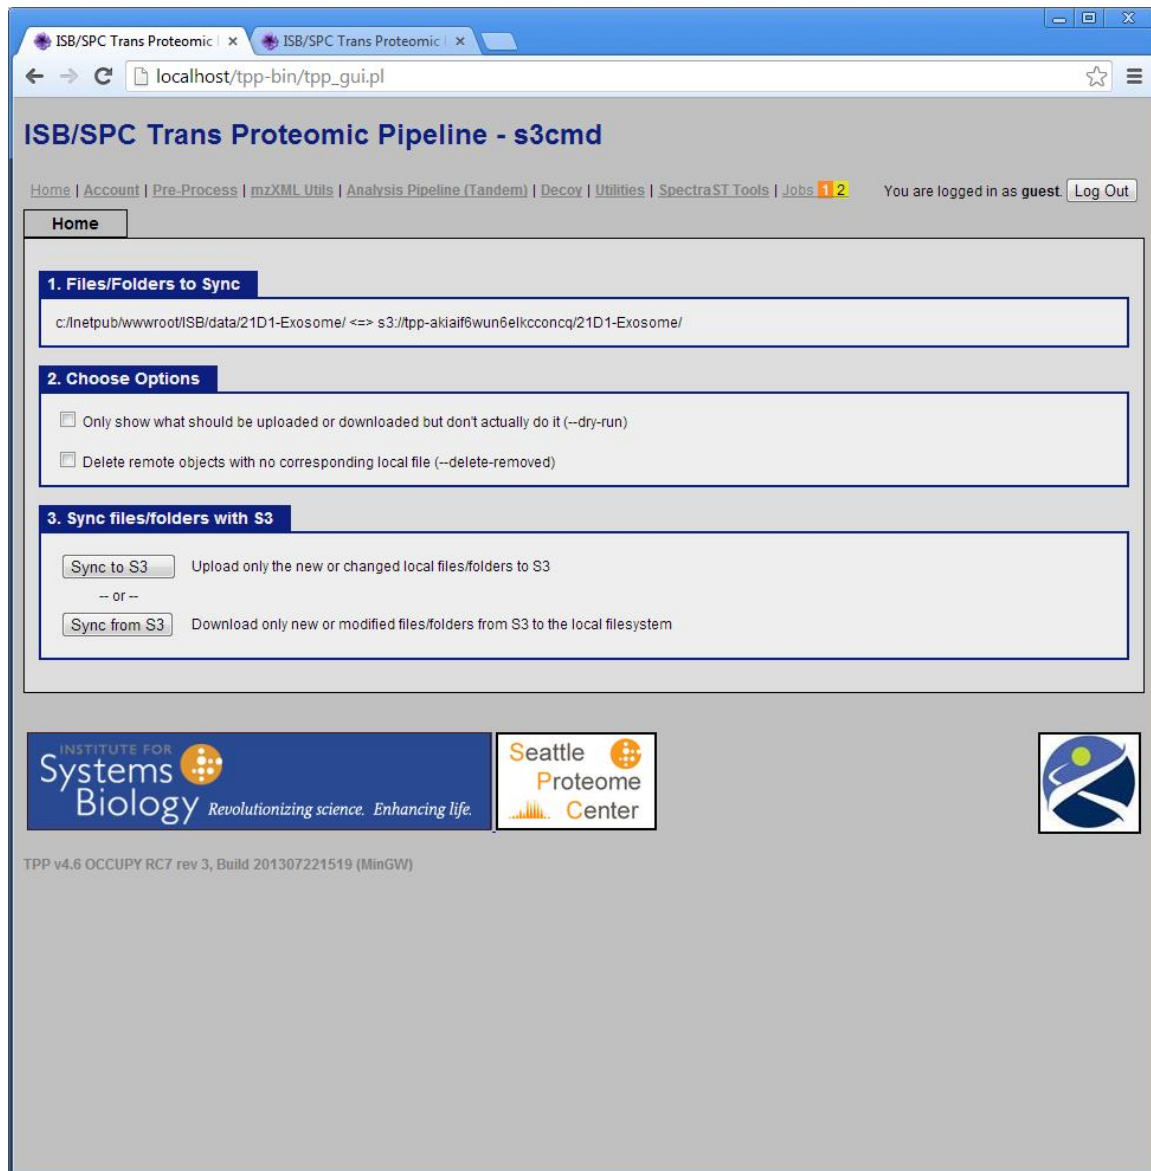 ISB/SPC Trans Proteomic
ISB/SPC Trans Proteomic
localhost/tpp-bin/tpp_gui.pl
ISB/SPC Trans Proteomic Pipeline - s3cmd
Home | Account | Pre-Process | mzXML Utils | Analysis Pipeline (Tandem) | Decoy | Utilities | SpectraST Tools | Jobs 1 2 You are logged in as guest. Log Out
Home
1. Files/Folders to Sync
c:/Inetpub/wwwroot/ISB/data/21D1-Exosome/ <=> s3://tpp-akiaif6wun6elkcconcq/21D1-Exosome/
2. Choose Options
Only show what should be uploaded or downloaded but don't actually do it (--dry-run)
Delete remote objects with no corresponding local file (--delete-removed)
3. Sync files/folders with S3
Sync to S3 Upload only the new or changed local files/folders to S3
-- or --
Sync from S3 Download only new or modified files/folders from S3 to the local filesystem
INSTITUTE FOR
Systems
Biology Revolutionizing science. Enhancing life.
Seattle
Proteome
Center
TPP v4.6 OCCUPY RC7 rev 3, Build 201307221519 (MinGW)